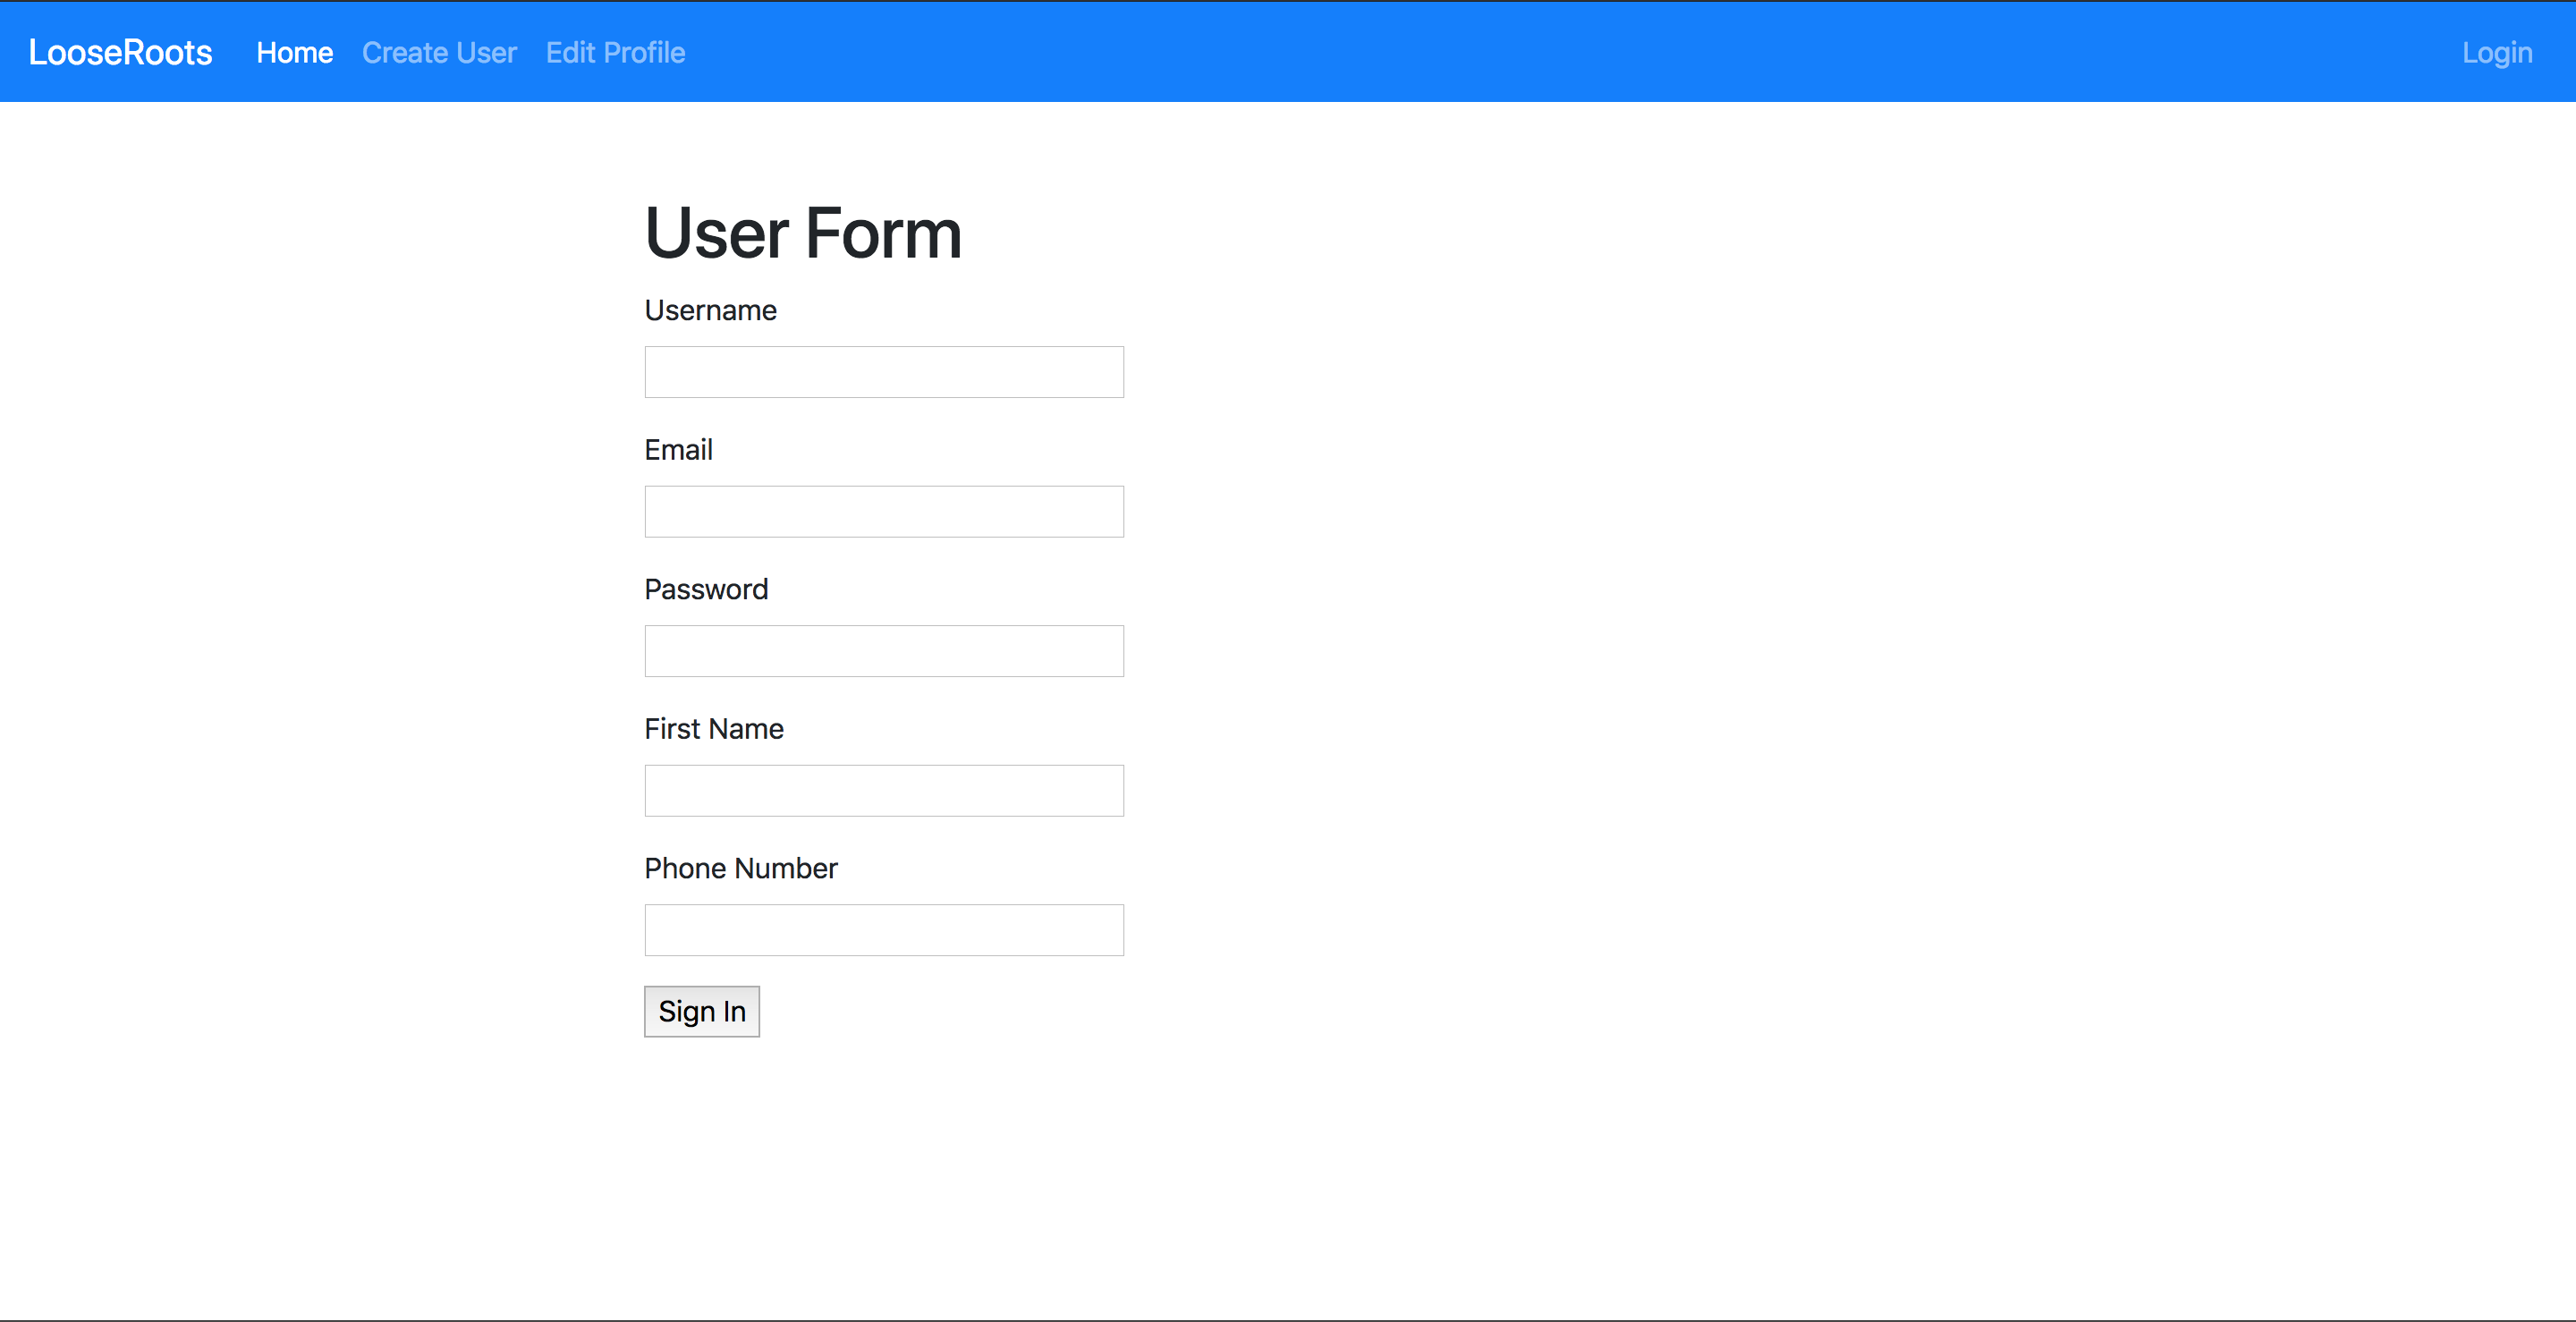 LooseRoots Home Create User Edit Profile Login
User Form
Username
Email
Password
First Name
Phone Number
Sign In